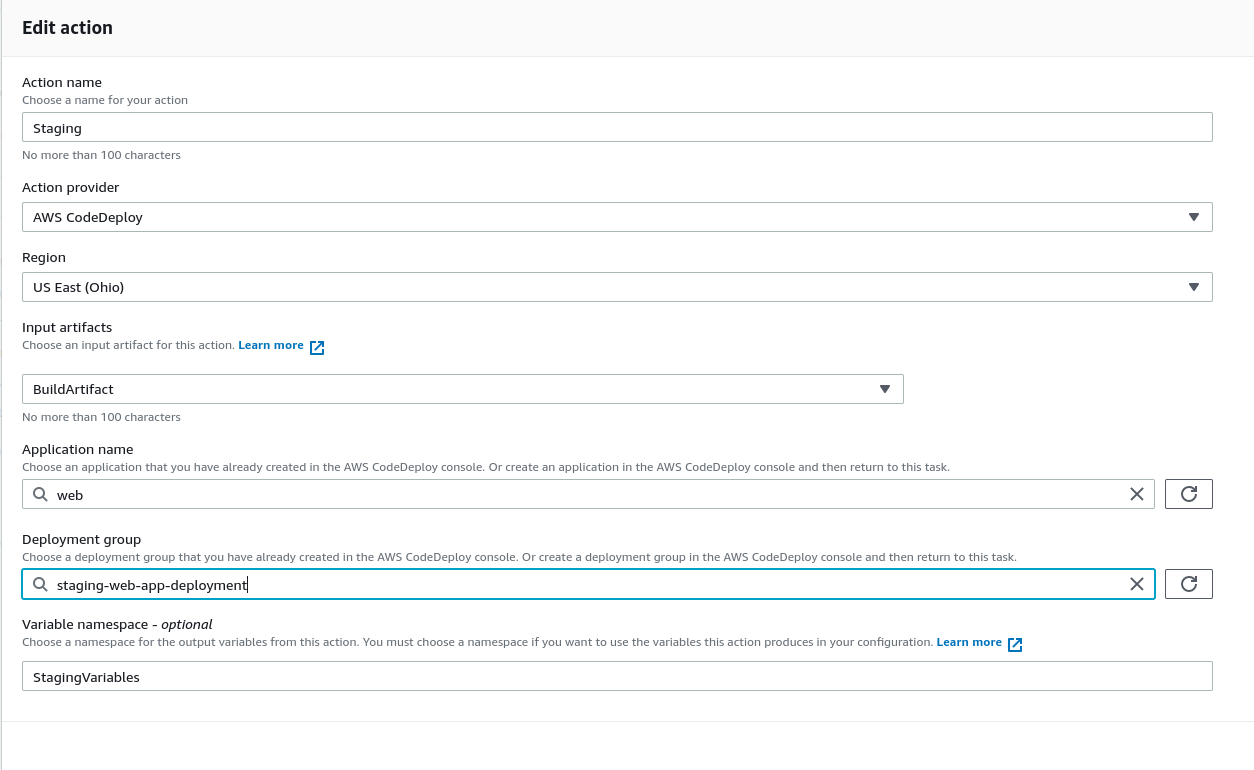 Edit action
Action name
Choose a name for your action
Staging
No more than 100 characters
Action provider
AWS CodeDeploy
Region
US East (Ohio)
Input artifacts
Choose an input artifact for this action. Learn more
BuildArtifact
No more than 100 characters
Application name
Choose an application that you have already created in the AWS CodeDeploy console. Or create an application in the AWS CodeDeploy console and then return to this task.
web
Deployment group
Choose a deployment group that you have already created in the AWS CodeDeploy console. Or create a deployment group in the AWS CodeDeploy console and then return to this task.
staging-web-app-deployment
Variable namespace - optional
Choose a namespace for the output variables from this action. You must choose a namespace if you want to use the variables this action produces in your configuration. Learn more
StagingVariables